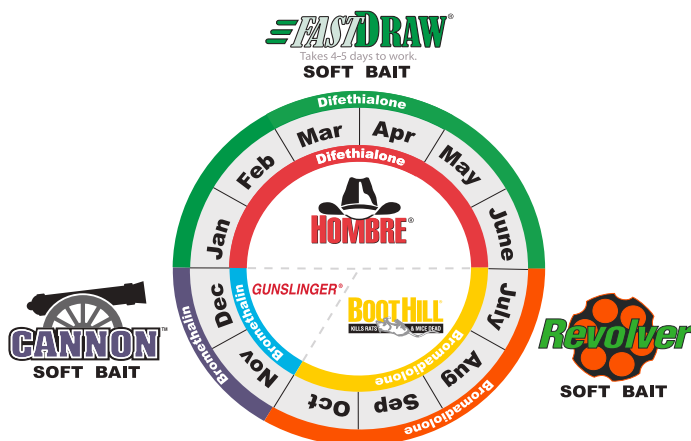 FASTDRAW®
Takes 4-5 days to work.
SOFT BAIT
Difethialone
Jan
Feb
Mar
Apr
May
June
July
Aug
Sep
Oct
Nov
Dec
Difethialone
HOMBRE®
GUNSLINGER®
BOOTHILL®
KILLS RATS & MICE DEAD
Bromethalin
Bromadiolone
Bromethalin
Bromadiolone
CANNON™
SOFT BAIT
Revolver
SOFT BAIT